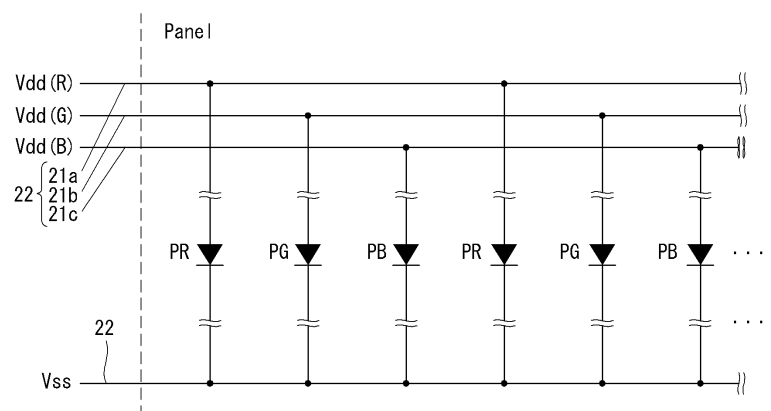 Panel
Vdd(R)
Vdd(G)
Vdd(B)
22
21a
21b
21c
PR PG PB PR PG PB ...
...
22
Vss